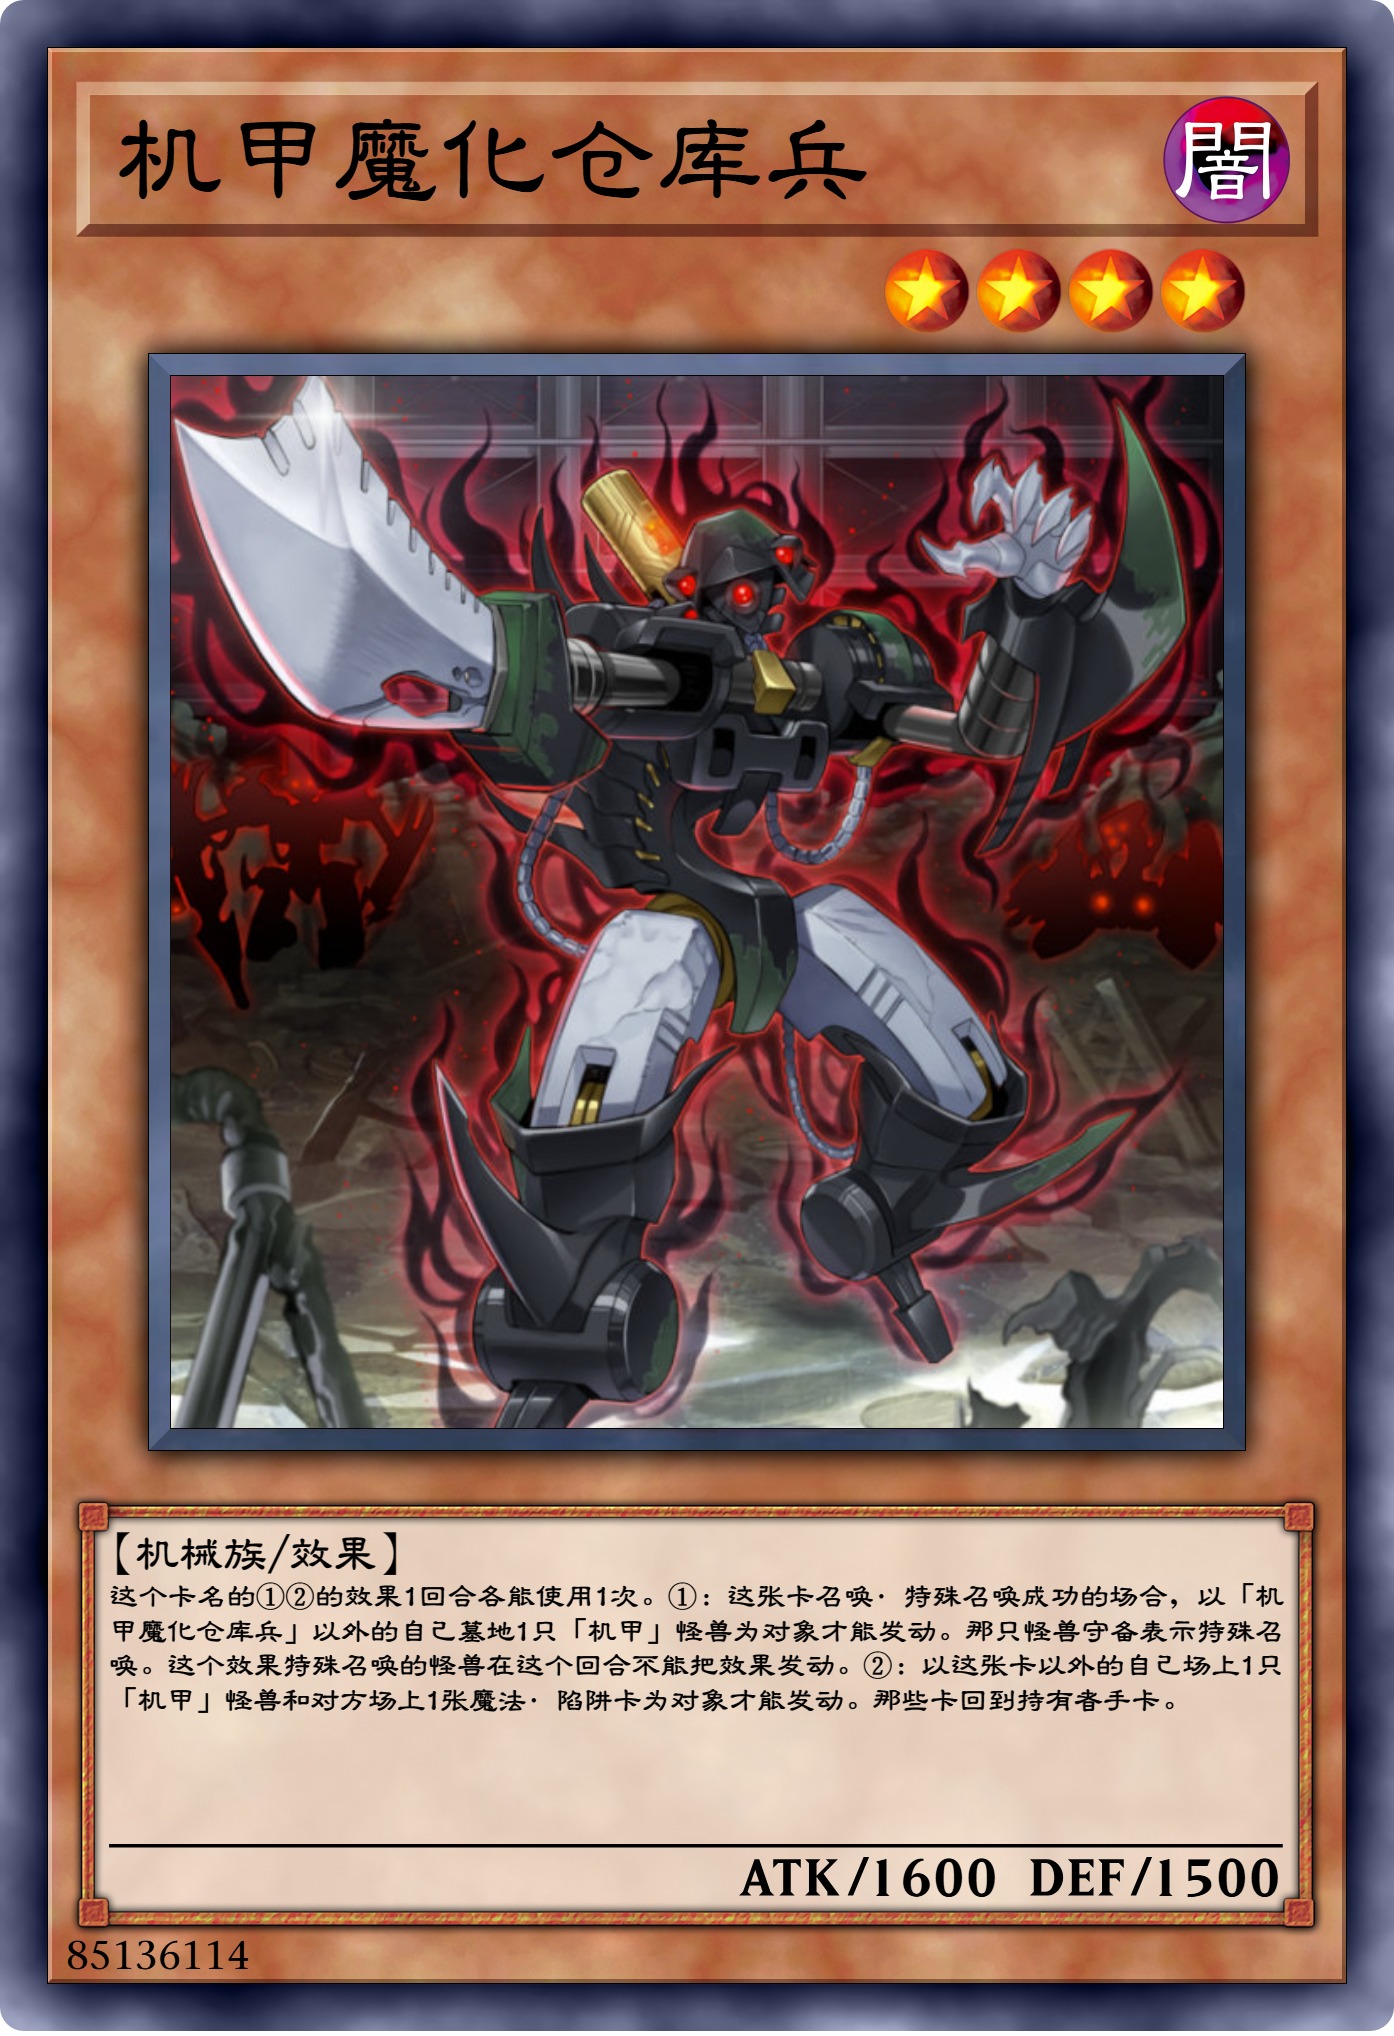 机甲魔化仓库兵
闇
【机械族/效果】
这个卡名的①②的效果1回合各能使用1次。①：这张卡召唤·特殊召唤成功的场合，以「机
甲魔化仓库兵」以外的自己墓地1只「机甲」怪兽为对象才能发动。那只怪兽守备表示特殊召
唤。这个效果特殊召唤的怪兽在这个回合不能把效果发动。②：以这张卡以外的自己场上1只
「机甲」怪兽和对方场上1张魔法·陷阱卡为对象才能发动。那些卡回到持有者手卡。
ATK/1600 DEF/1500
85136114